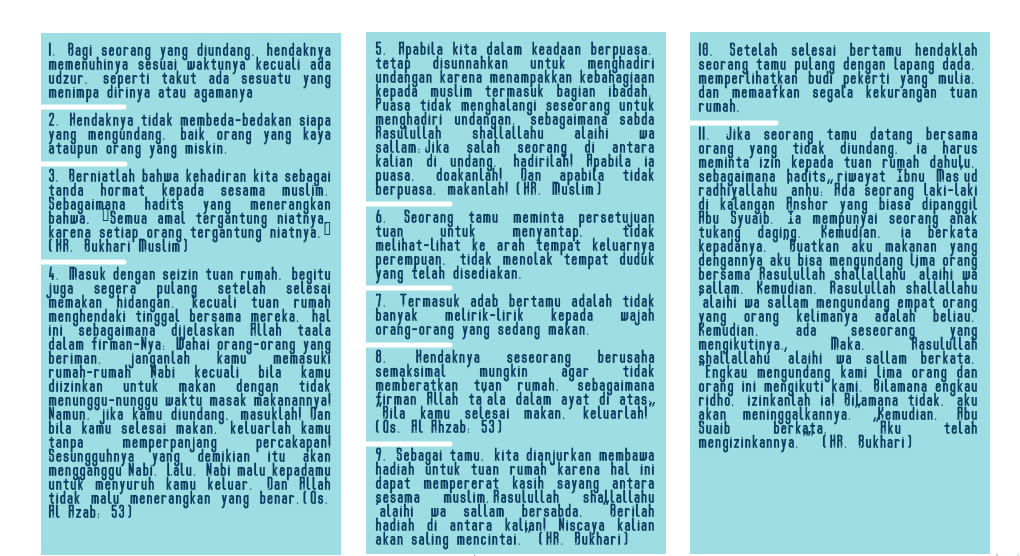 1. Bagi seorang yang diundang, hendaknya
memenuhinya sesuai waktunya kecuali ada
udzur, seperti takut ada sesuatu yang
menimpa dirinya atau agamanya
2. Hendaknya tidak membeda-bedakan siapa
yang mengundang, baik orang yang kaya
ataupun orang yang miskin.
3. Berniatlah bahwa kehadiran kita sebagai
tanda hormat kepada sesama muslim.
Sebagaimana hadits yang menerangkan
bahwa, "Semua amal tergantung niatnya,
karena setiap orang tergantung niatnya."
(HR. Bukhari Muslim)
4. Masuk dengan seizin tuan rumah, begitu
juga segera pulang setelah selesai
memakan hidangan, kecuali tuan rumah
menghendaki tinggal bersama mereka, hal
ini sebagaimana dijelaskan Allah taala
dalam firman-Nya: Wahai orang-orang yang
beriman, janganlah kamu memasuki
rumah-rumah Nabi kecuali bila kamu
diizinkan untuk makan dengan tidak
menunggu-nunggu waktu masak makanannya!
Namun, jika kamu diundang, masuklah! Dan
bila kamu selesai makan, keluarlah kamu
tanpa memperpanjang percakapan!
Sesungguhnya yang demikian itu akan
mengganggu Nabi. Lalu, Nabi malu kepadamu
untuk menyuruh kamu keluar. Dan Allah
tidak malu menerangkan yang benar.(Qs.
Al Azab: 53)
5. Apabila kita dalam keadaan berpuasa,
tetap disunnahkan untuk menghadiri
undangan karena menampakkan kebahagiaan
kepada muslim termasuk bagian ibadah.
Puasa tidak menghalangi seseorang untuk
menghadiri undangan, sebagaimana sabda
Rasulullah shallallahu alaihi wa
sallam:Jika salah seorang di antara
kalian di undang, hadirilah! Apabila ia
puasa, doakanlah! Dan apabila tidak
berpuasa, makanlah! (HR. Muslim)
6. Seorang tamu meminta persetujuan
tuan untuk menyantap, tidak
melihat-lihat ke arah tempat keluarnya
perempuan, tidak menolak tempat duduk
yang telah disediakan.
7. Termasuk adab bertamu adalah tidak
banyak melirik-lirik kepada wajah
orang-orang yang sedang makan.
8. Hendaknya seseorang berusaha
semaksimal mungkin agar tidak
memberatkan tuan rumah, sebagaimana
firman Allah ta'ala dalam ayat di atas,
"Bila kamu selesai makan, keluarlah!"
(Qs. Al Ahzab: 53)
9. Sebagai tamu, kita dianjurkan membawa
hadiah untuk tuan rumah karena hal ini
dapat mempererat kasih sayang antara
sesama muslim.Rasulullah shallallahu
'alaihi wa sallam bersabda, "Berilah
hadiah di antara kalian! Niscaya kalian
akan saling mencintai." (HR. Bukhari)
10. Setelah selesai bertamu hendaklah
seorang tamu pulang dengan lapang dada,
memperlihatkan budi pekerti yang mulia,
dan memaafkan segala kekurangan tuan
rumah.
11. Jika seorang tamu datang bersama
orang yang tidak diundang, ia harus
meminta izin kepada tuan rumah dahulu,
sebagaimana hadits riwayat Ibnu Mas'ud
radhiyallahu 'anhu: "Ada seorang laki-laki
di kalangan Anshor yang biasa dipanggil
Abu Syuaib. Ia mempunyai seorang anak
tukang daging. Kemudian, ia berkata
kepadanya, "Buatkan aku makanan yang
dengannya aku bisa mengundang lima orang
bersama Rasulullah shallallahu 'alaihi wa
sallam. Kemudian, Rasulullah shallallahu
'alaihi wa sallam mengundang empat orang
yang orang kelimanya adalah beliau.
Kemudian, ada seseorang yang
mengikutinya. Maka, Rasulullah
shallallahu 'alaihi wa sallam berkata,
"Engkau mengundang kami lima orang dan
orang ini mengikuti kami. Bilamana engkau
ridho, izinkanlah ia! Bilamana tidak, aku
akan meninggalkannya." Kemudian, Abu
Suaib berkata, "Aku telah
mengizinkannya."" (HR. Bukhari)